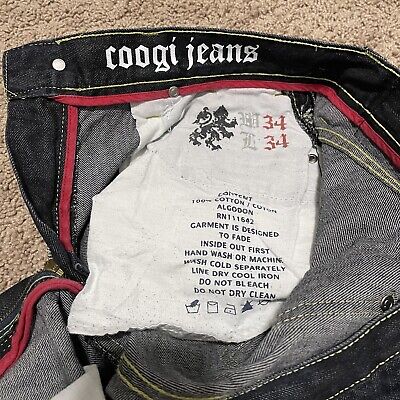 coogi jeans
W 34
L 34
CONTENT
100% COTTON / COTON
ALGODON
RN111642
GARMENT IS DESIGNED
TO FADE
INSIDE OUT FIRST
HAND WASH OR MACHINE
WASH COLD SEPARATELY
LINE DRY COOL IRON
DO NOT BLEACH
DO NOT DRY CLEAN